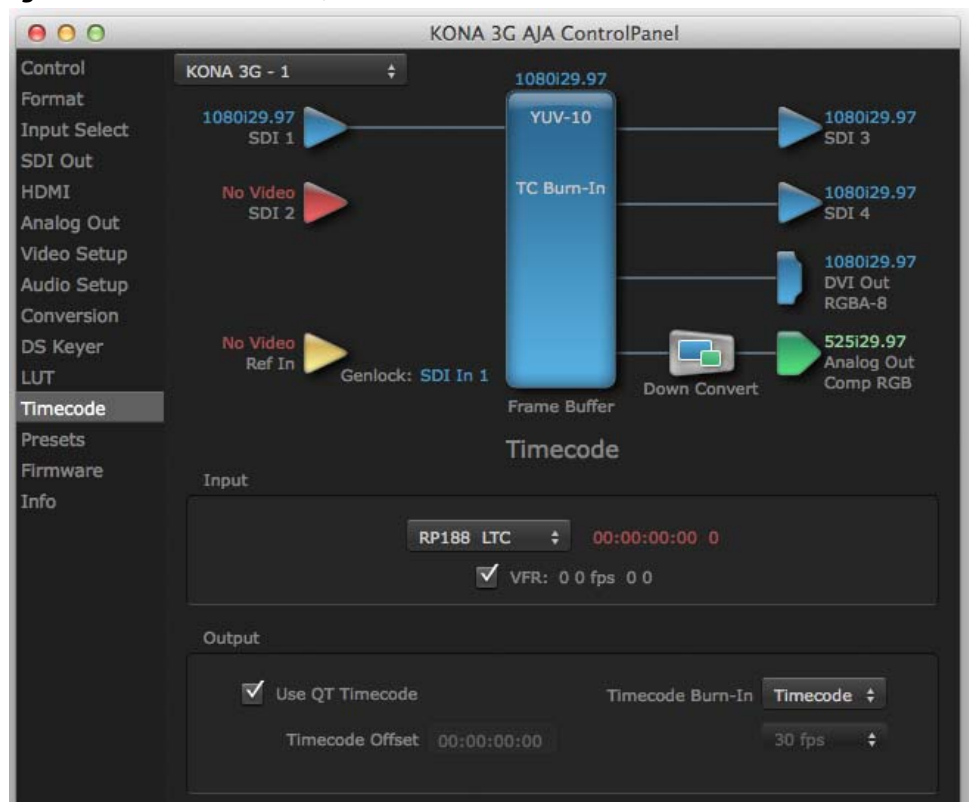 KONA 3G AJA ControlPanel
Control
Format
Input Select
SDI Out
HDMI
Analog Out
Video Setup
Audio Setup
Conversion
DS Keyer
LUT
Timecode
Presets
Firmware
Info
KONA 3G - 1
1080i29.97
YUV-10
TC Burn-In
Frame Buffer
1080i29.97
SDI 1
No Video
SDI 2
No Video
Ref In
Genlock: SDI In 1
1080i29.97
SDI 3
1080i29.97
SDI 4
1080i29.97
DVI Out
RGBA-8
Down Convert
525i29.97
Analog Out
Comp RGB
Timecode
Input
RP188 LTC 00:00:00:00 0
VFR: 0 0 fps 0 0
Output
Use QT Timecode
Timecode Burn-In Timecode
Timecode Offset 00:00:00:00
30 fps